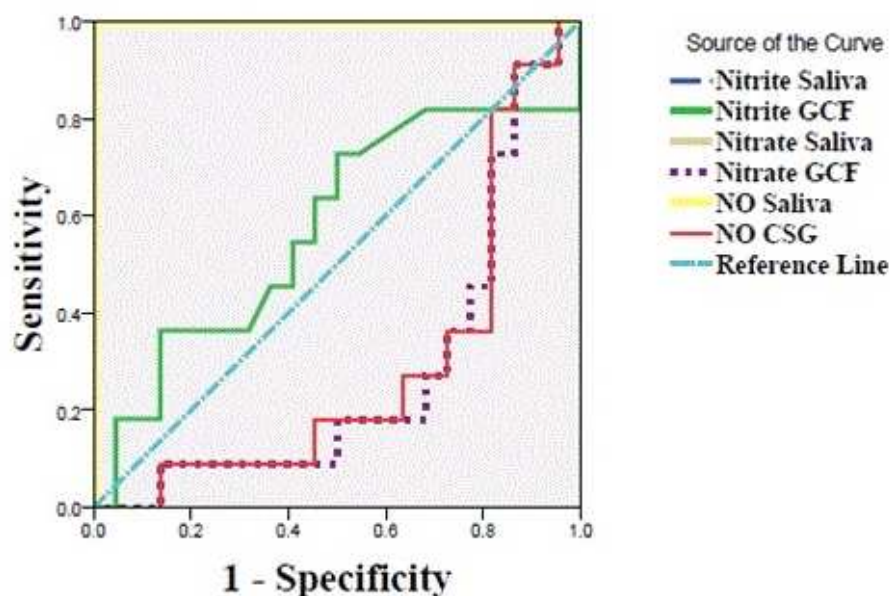 1.0
0.8
0.6
0.4
0.2
0.0
Sensitivity
0.0 0.2 0.4 0.6 0.8 1.0
1 - Specificity
Source of the Curve
Nitrite Saliva
Nitrite GCF
Nitrate Saliva
Nitrate GCF
NO Saliva
NO CSG
Reference Line